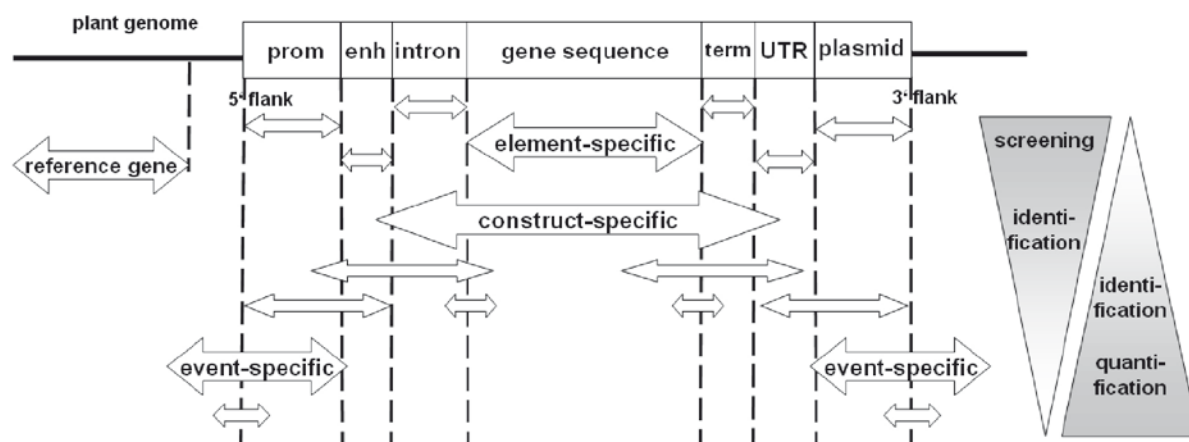 plant genome
prom enh intron gene sequence term UTR plasmid
5' flank
3' flank
element-specific
screening
reference gene
construct-specific
identi-
fication
identi-
fication
event-specific
event-specific
quanti-
fication